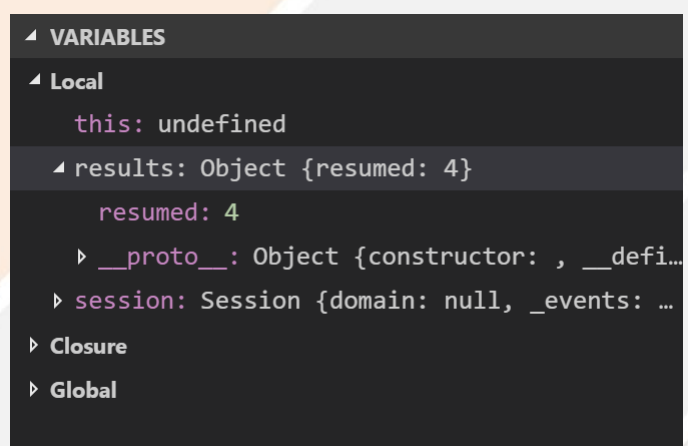 VARIABLES
Local
this: undefined
results: Object {resumed: 4}
resumed: 4
__proto__: Object {constructor: , __defi…
session: Session {domain: null, _events: …
Closure
Global